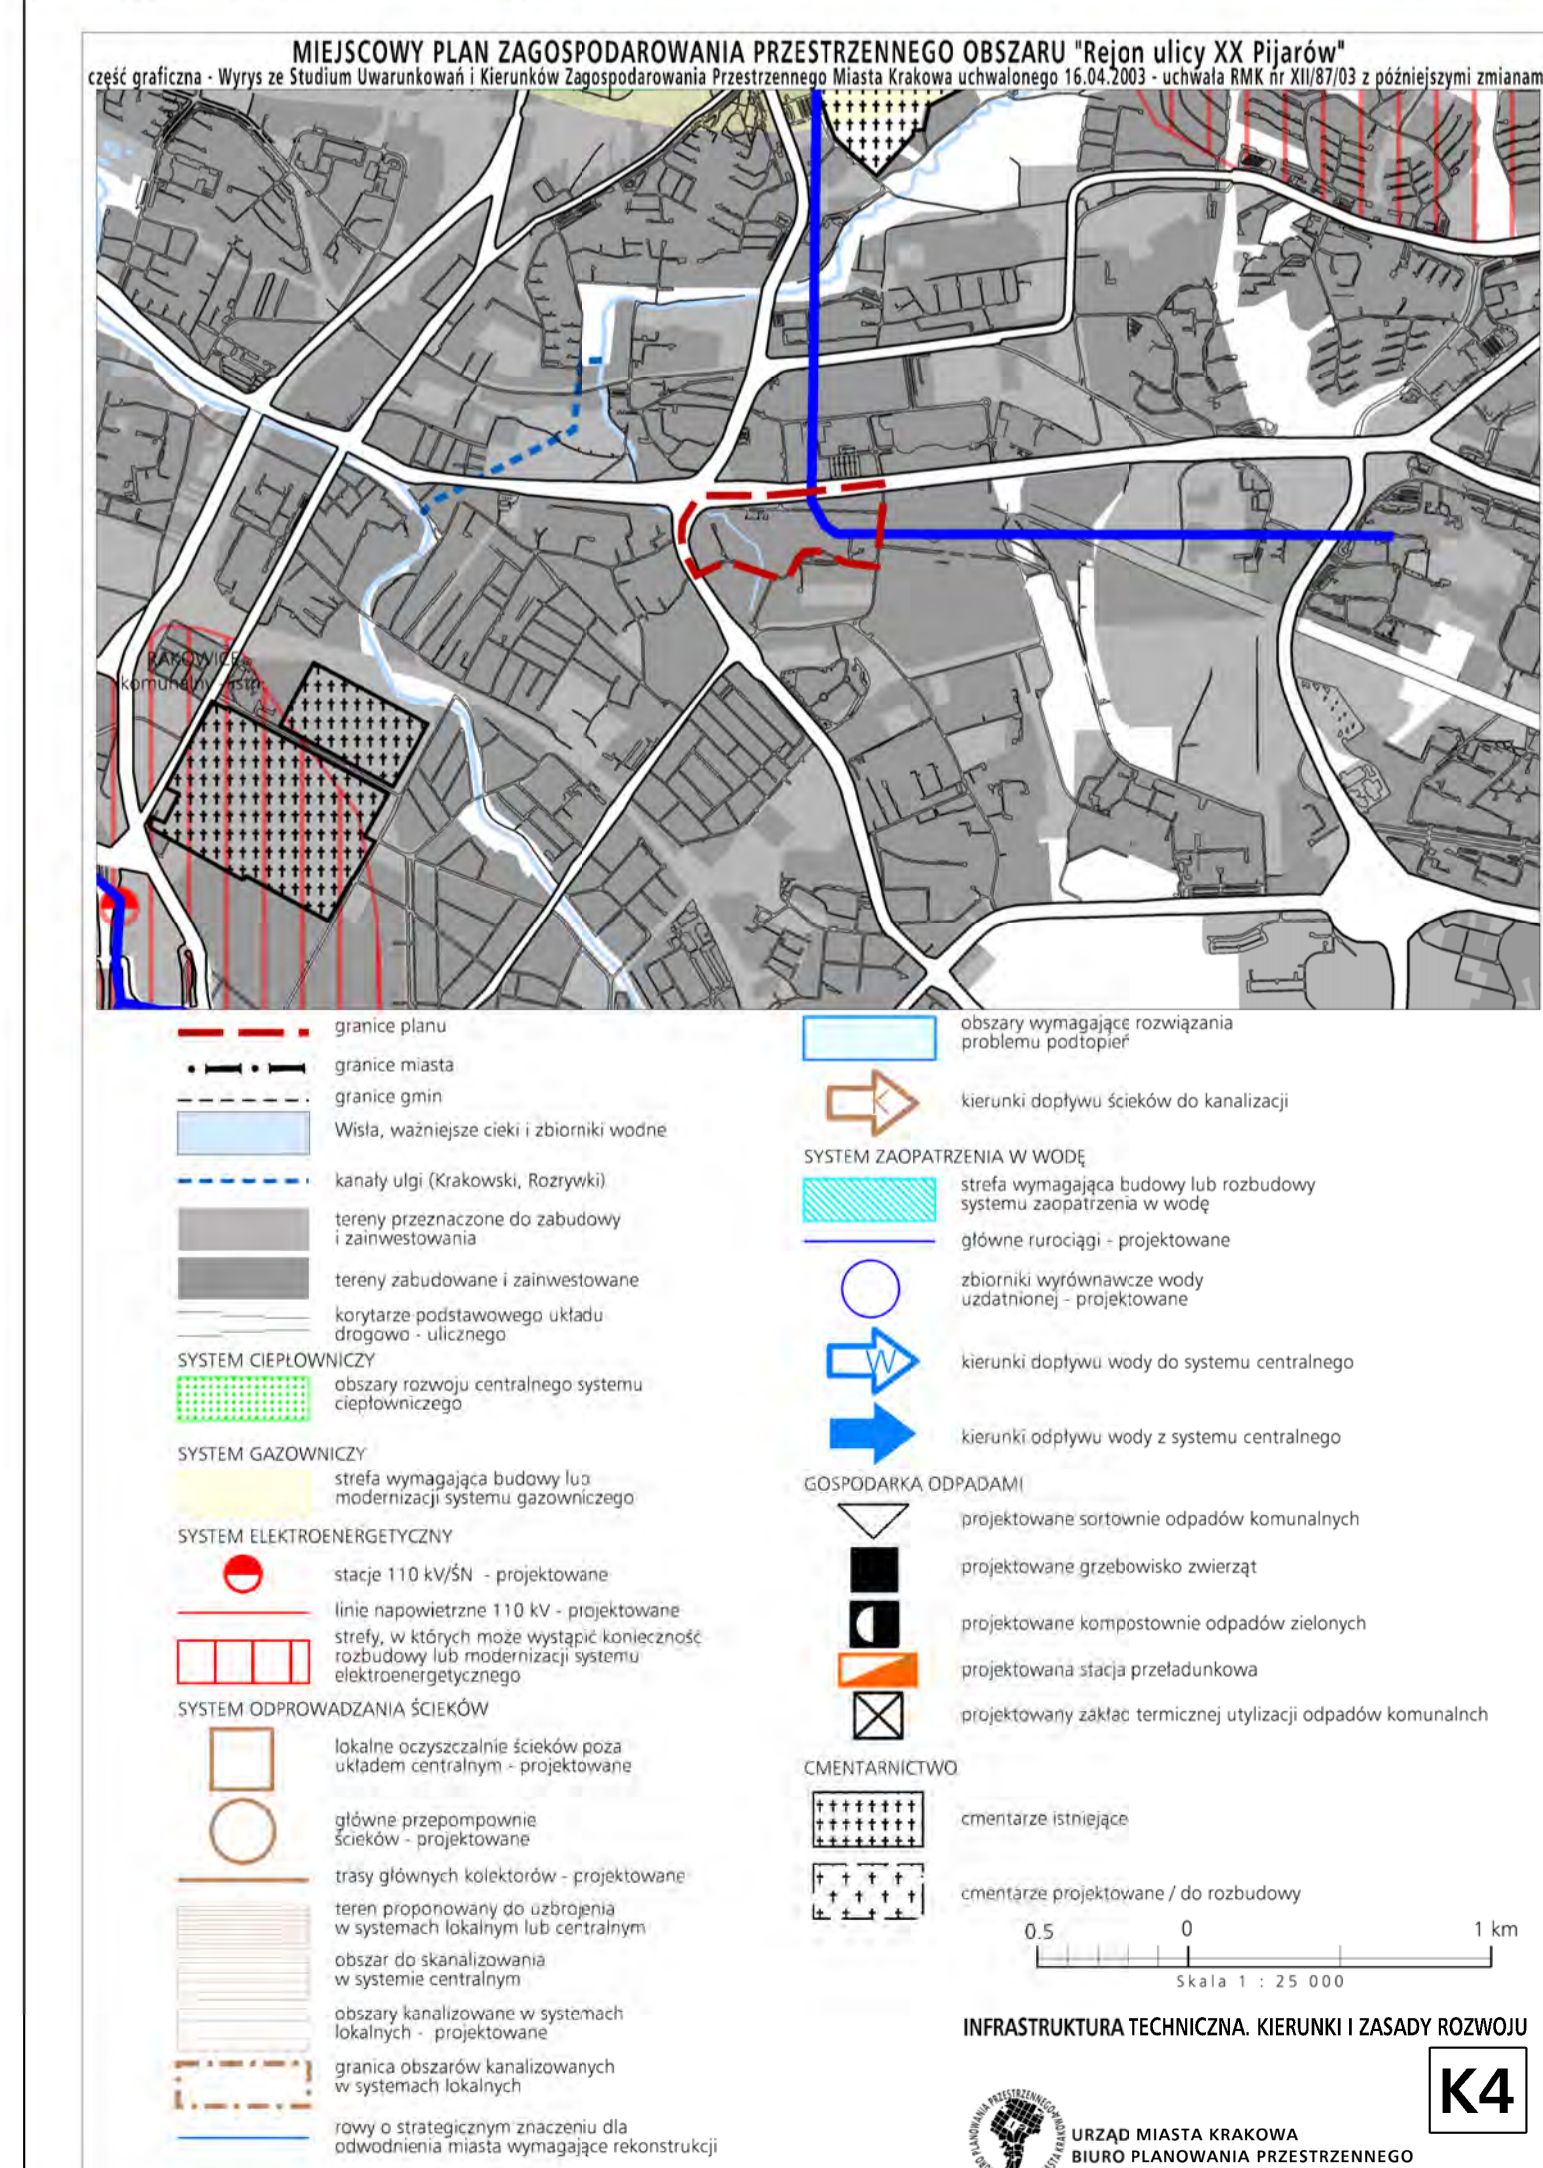 MIEJSCOWY PLAN ZAGOSPODAROWANIA PRZESTRZENNEGO OBSZARU "Rejon ulicy XX Pijarów"
część graficzna - Wyrys ze Studium Uwarunkowań i Kierunków Zagospodarowania Przestrzennego Miasta Krakowa uchwalonego 16.04.2003 - uchwała RMK nr XII/87/03 z późniejszymi zmianam
RAKOWICE
komunalny - istn.
granice planu
granice miasta
granice gmin
Wisła, ważniejsze cieki i zbiorniki wodne
kanały ulgi (Krakowski, Rozrywki)
tereny przeznaczone do zabudowy
i zainwestowania
tereny zabudowane i zainwestowane
korytarze podstawowego układu
drogowo - ulicznego
SYSTEM CIEPŁOWNICZY
obszary rozwoju centralnego systemu
ciepłowniczego
SYSTEM GAZOWNICZY
strefa wymagająca budowy lub
modernizacji systemu gazowniczego
SYSTEM ELEKTROENERGETYCZNY
stacje 110 kV/ŚN - projektowane
linie napowietrzne 110 kV - projektowane
strefy, w których może wystąpić konieczność
rozbudowy lub modernizacji systemu
elektroenergetycznego
SYSTEM ODPROWADZANIA ŚCIEKÓW
lokalne oczyszczalnie ścieków poza
układem centralnym - projektowane
główne przepompownie
ścieków - projektowane
trasy głównych kolektorów - projektowane
teren proponowany do uzbrojenia
w systemach lokalnym lub centralnym
obszar do skanalizowania
w systemie centralnym
obszary kanalizowane w systemach
lokalnych - projektowane
granica obszarów kanalizowanych
w systemach lokalnych
rowy o strategicznym znaczeniu dla
odwodnienia miasta wymagające rekonstrukcji
obszary wymagające rozwiązania
problemu podtopień
K
kierunki dopływu ścieków do kanalizacji
SYSTEM ZAOPATRZENIA W WODĘ
strefa wymagająca budowy lub rozbudowy
systemu zaopatrzenia w wodę
główne rurociągi - projektowane
zbiorniki wyrównawcze wody
uzdatnionej - projektowane
W
kierunki dopływu wody do systemu centralnego
kierunki odpływu wody z systemu centralnego
GOSPODARKA ODPADAMI
projektowane sortownie odpadów komunalnych
projektowane grzebowisko zwierząt
projektowane kompostownie odpadów zielonych
projektowana stacja przeładunkowa
projektowany zakład termicznej utylizacji odpadów komunalnch
CMENTARNICTWO
cmentarze istniejące
cmentarze projektowane / do rozbudowy
0.5 0 1 km
Skala 1 : 25 000
INFRASTRUKTURA TECHNICZNA. KIERUNKI I ZASADY ROZWOJU
K4
URZĄD MIASTA KRAKOWA
BIURO PLANOWANIA PRZESTRZENNEGO